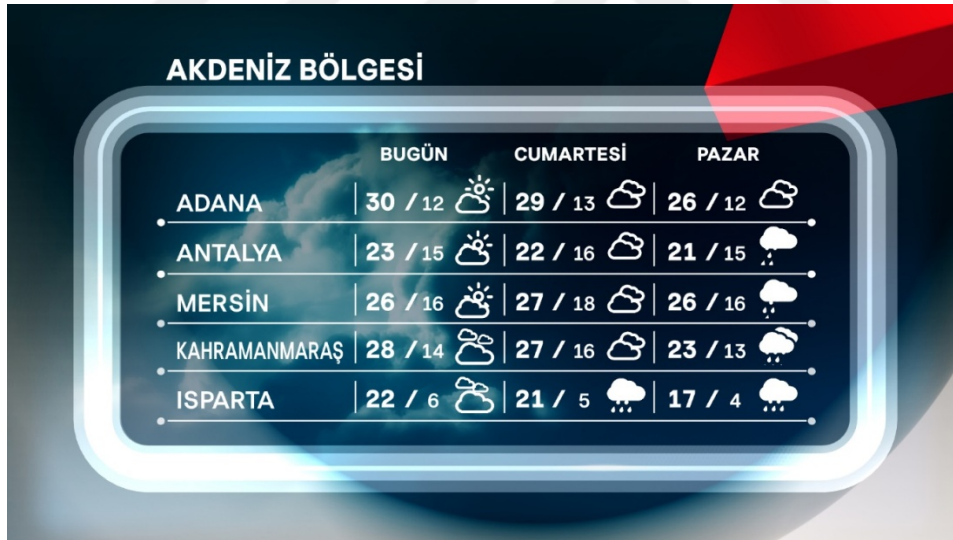 AKDENİZ BÖLGESİ
BUGÜN CUMARTESİ PAZAR
ADANA 30 / 12 29 / 13 26 / 12
ANTALYA 23 / 15 22 / 16 21 / 15
MERSİN 26 / 16 27 / 18 26 / 16
KAHRAMANMARAŞ 28 / 14 27 / 16 23 / 13
ISPARTA 22 / 6 21 / 5 17 / 4